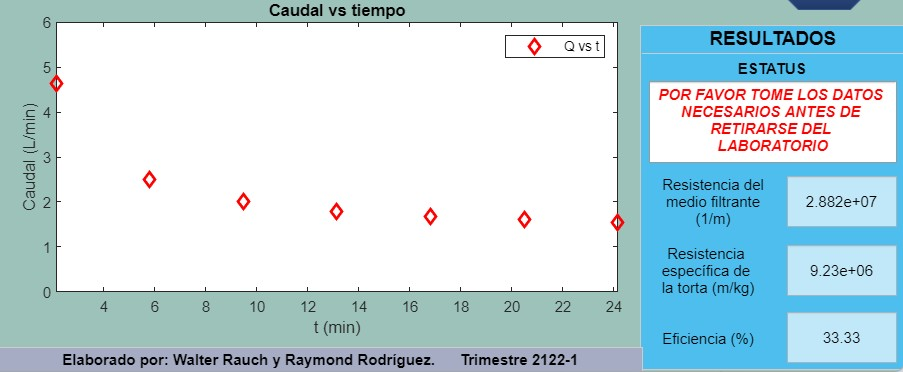 Caudal vs tiempo
Q vs t
Caudal (L/min)
6
5
4
3
2
1
0
4 6 8 10 12 14 16 18 20 22 24
t (min)
Elaborado por: Walter Rauch y Raymond Rodríguez. Trimestre 2122-1
RESULTADOS
ESTATUS
POR FAVOR TOME LOS DATOS
NECESARIOS ANTES DE
RETIRARSE DEL
LABORATORIO
Resistencia del
medio filtrante
(1/m)
2.882e+07
Resistencia
específica de
la torta (m/kg)
9.23e+06
Eficiencia (%)
33.33